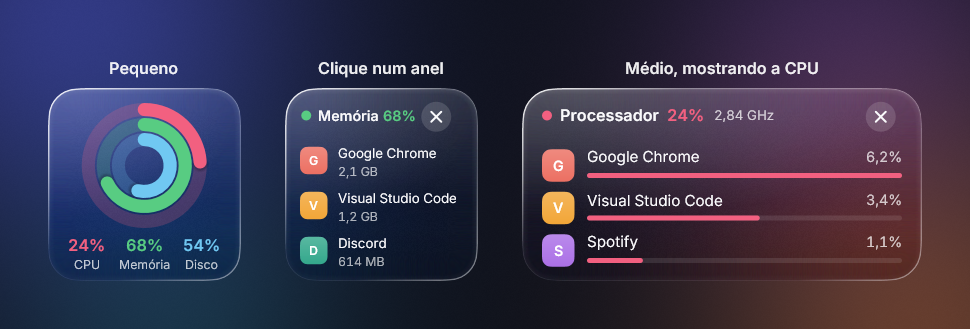 Pequeno
24% 68% 54%
CPU Memória Disco
Clique num anel
Memória 68%
G Google Chrome
2,1 GB
V Visual Studio Code
1,2 GB
D Discord
614 MB
Médio, mostrando a CPU
Processador 24% 2,84 GHz
G Google Chrome 6,2%
V Visual Studio Code 3,4%
S Spotify 1,1%